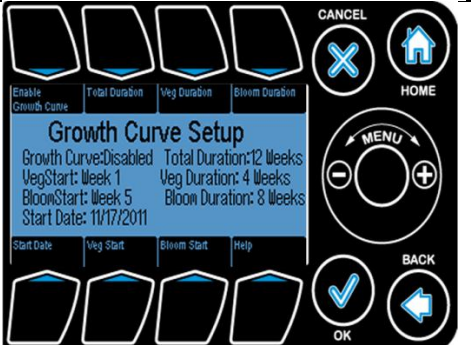 CANCEL
HOME
Enable
Growth Curve
Total Duration
Veg Duration
Bloom Duration
Growth Curve Setup
Growth Curve:Disabled Total Duration:12 Weeks
VegStart: Week 1 Veg Duration: 4 Weeks
BloomStart: Week 5 Bloom Duration: 8 Weeks
Start Date: 11/17/2011
MENU
Start Date
Veg Start
Bloom Start
Help
BACK
OK